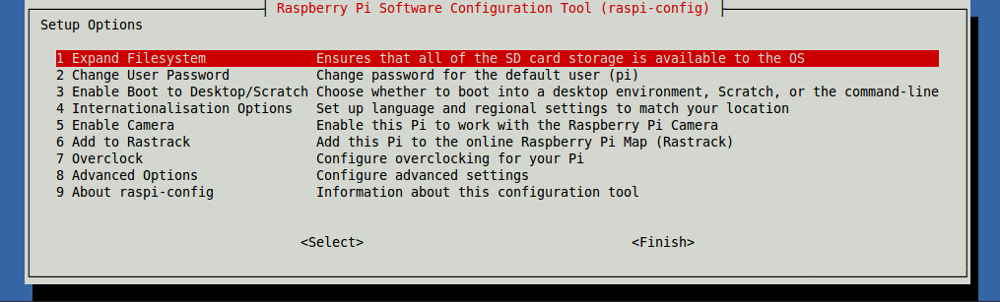 Raspberry Pi Software Configuration Tool (raspi-config)
Setup Options
1 Expand Filesystem Ensures that all of the SD card storage is available to the OS
2 Change User Password Change password for the default user (pi)
3 Enable Boot to Desktop/Scratch Choose whether to boot into a desktop environment, Scratch, or the command-line
4 Internationalisation Options Set up language and regional settings to match your location
5 Enable Camera Enable this Pi to work with the Raspberry Pi Camera
6 Add to Rastrack Add this Pi to the online Raspberry Pi Map (Rastrack)
7 Overclock Configure overclocking for your Pi
8 Advanced Options Configure advanced settings
9 About raspi-config Information about this configuration tool
<Select> <Finish>